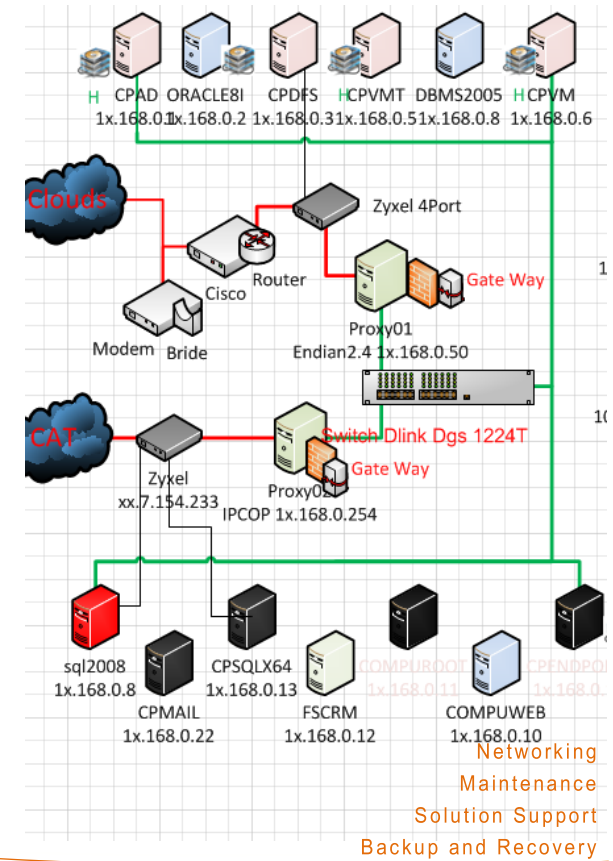 H CPAD ORACLE8I CPDFS HCPVMT DBMS2005 H CPVM
1x.168.0.1 1x.168.0.2 1x.168.0.31 1x.168.0.51 1x.168.0.8 1x.168.0.6
Clouds
Zyxel 4Port
Router
Cisco
Gate Way
Modem Bride
Proxy01
Endian2.4 1x.168.0.50
CAT
Switch Dlink Dgs 1224T
Zyxel
xx.7.154.233
Gate Way
Proxy02
IPCOP 1x.168.0.254
sql2008 CPSQLX64 COMPUROOT
1x.168.0.8 1x.168.0.13 1x.168.0.11
CPMAIL FSCRM COMPUWEB
1x.168.0.22 1x.168.0.12 1x.168.0.10
Networking
Maintenance
Solution Support
Backup and Recovery